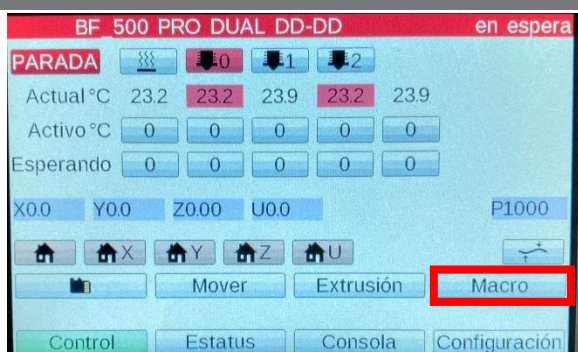 BF_500 PRO DUAL DD-DD en espera
PARADA 0 1 2
Actual °C 23.2 23.2 23.9 23.2 23.9
Activo °C 0 0 0 0 0
Esperando 0 0 0 0 0
X0.0 Y0.0 Z0.00 U0.0 P1000
X Y Z U
Mover Extrusión Macro
Control Estatus Consola Configuración